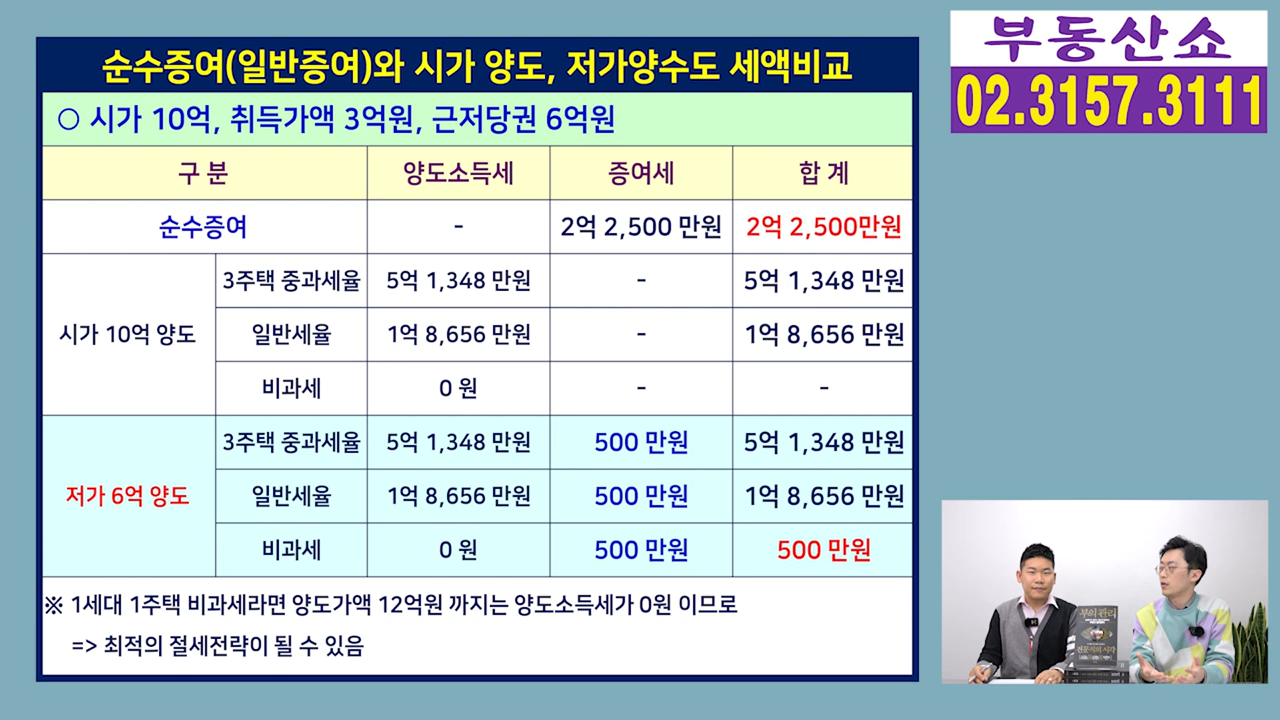 부동산쇼
02.3157.3111
순수증여(일반증여)와 시가 양도, 저가양수도 세액비교
○ 시가 10억, 취득가액 3억원, 근저당권 6억원
구 분 양도소득세 증여세 합 계
순수증여 - 2억 2,500 만원 2억 2,500만원
시가 10억 양도
3주택 중과세율 5억 1,348 만원 - 5억 1,348 만원
일반세율 1억 8,656 만원 - 1억 8,656 만원
비과세 0 원 - -
저가 6억 양도
3주택 중과세율 5억 1,348 만원 500 만원 5억 1,348 만원
일반세율 1억 8,656 만원 500 만원 1억 8,656 만원
비과세 0 원 500 만원 500 만원
※ 1세대 1주택 비과세라면 양도가액 12억원 까지는 양도소득세가 0원 이므로
=> 최적의 절세전략이 될 수 있음
부의 관리
전문직의 시각